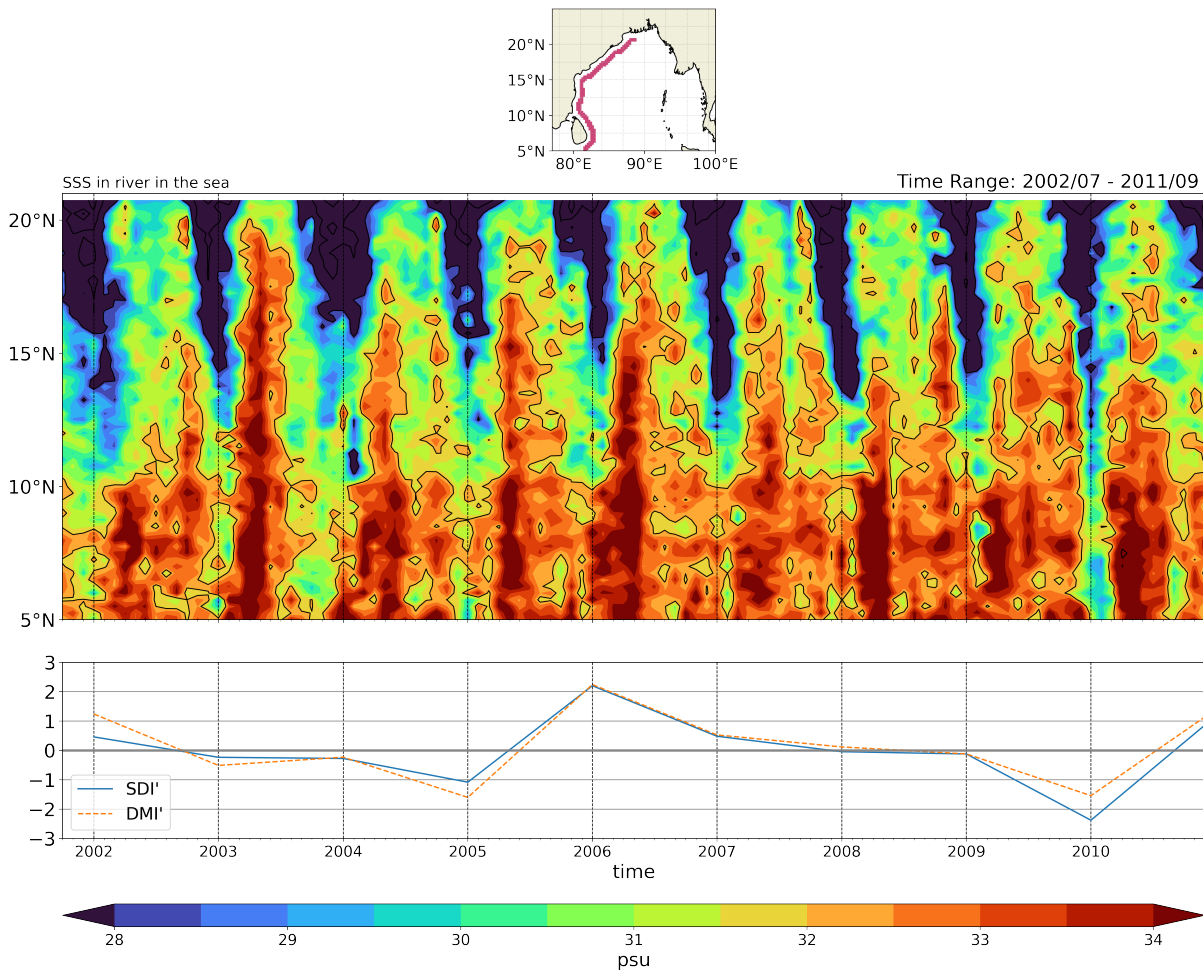 20°N
15°N
10°N
5°N
80°E 90°E 100°E
SSS in river in the sea
Time Range: 2002/07 - 2011/09
20°N
15°N
10°N
5°N
3
2
1
0
−1
−2
−3
SDI'
DMI'
2002 2003 2004 2005 2006 2007 2008 2009 2010
time
28 29 30 31 32 33 34
psu